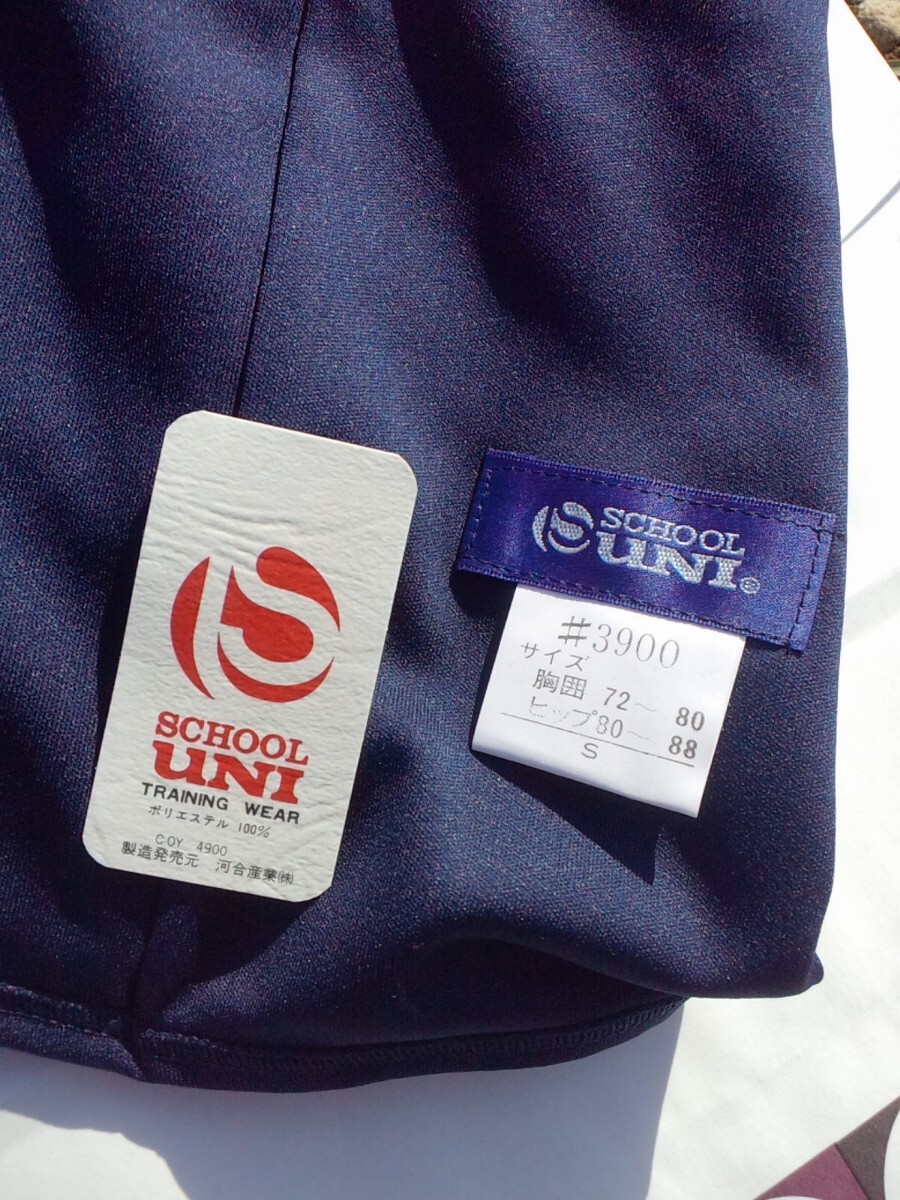 SCHOOL
UNI
TRAINING WEAR
ポリエステル 100%
COY 4900
製造発売元 河合産業㈱
SCHOOL
UNI®
#3900
サイズ
胸囲 72～80
ヒップ80～88
S